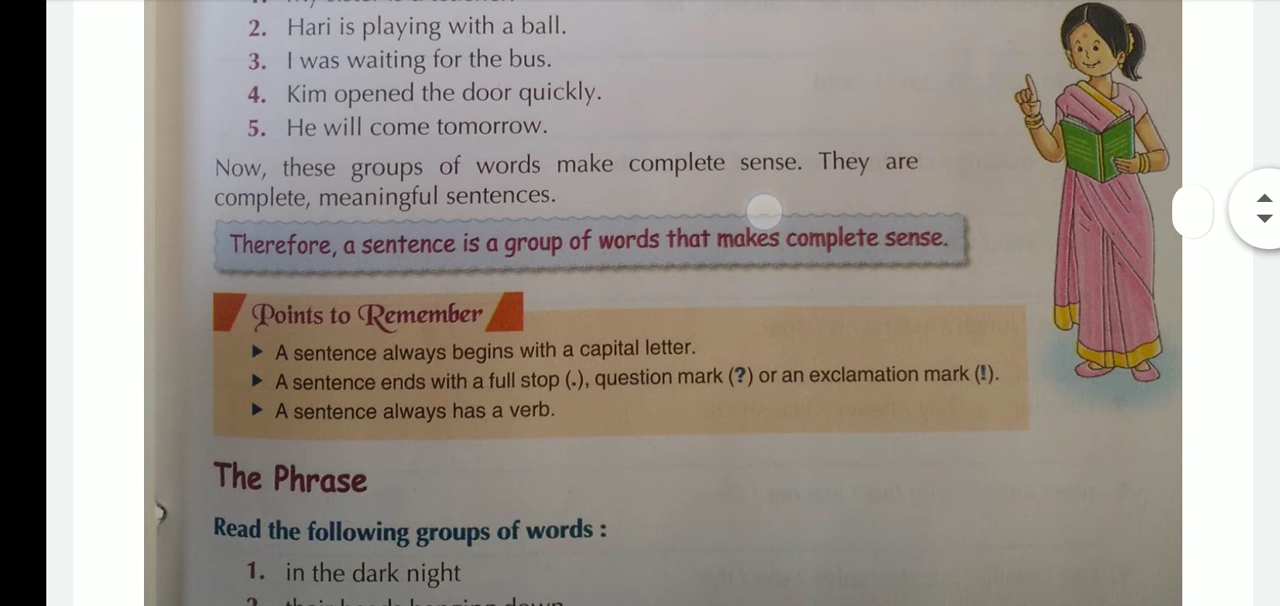 2. Hari is playing with a ball.
3. I was waiting for the bus.
4. Kim opened the door quickly.
5. He will come tomorrow.
Now, these groups of words make complete sense. They are
complete, meaningful sentences.
Therefore, a sentence is a group of words that makes complete sense.
Points to Remember
▶ A sentence always begins with a capital letter.
▶ A sentence ends with a full stop (.), question mark (?) or an exclamation mark (!).
▶ A sentence always has a verb.
The Phrase
Read the following groups of words :
1. in the dark night